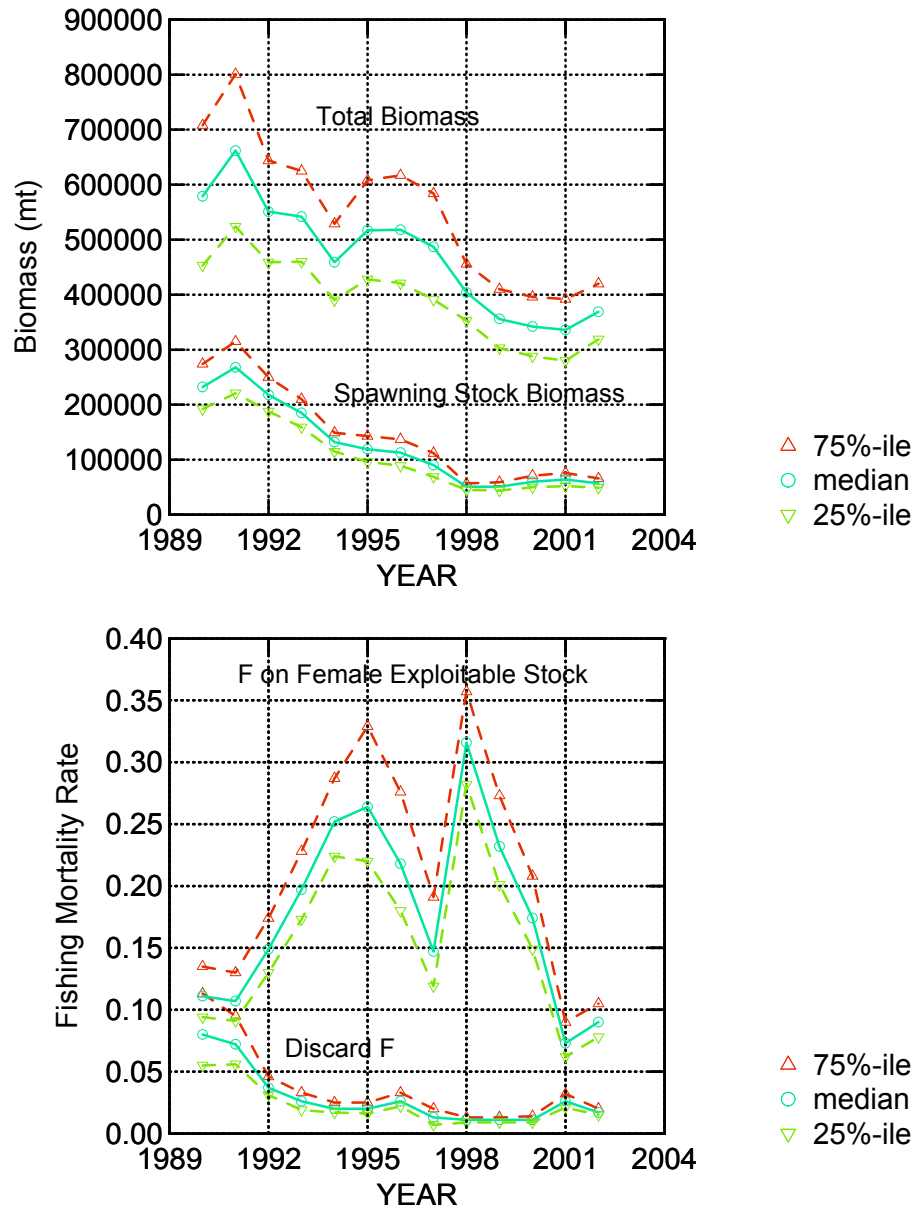 900000
800000
Total Biomass
700000
600000
500000
400000
300000
200000
100000
0
Biomass (mt)
Spawning Stock Biomass
1989 1992 1995 1998 2001 2004
YEAR
75%-ile
median
25%-ile
0.40
F on Female Exploitable Stock
0.35
0.30
0.25
0.20
0.15
0.10
0.05
0.00
Fishing Mortality Rate
Discard F
1989 1992 1995 1998 2001 2004
YEAR
75%-ile
median
25%-ile